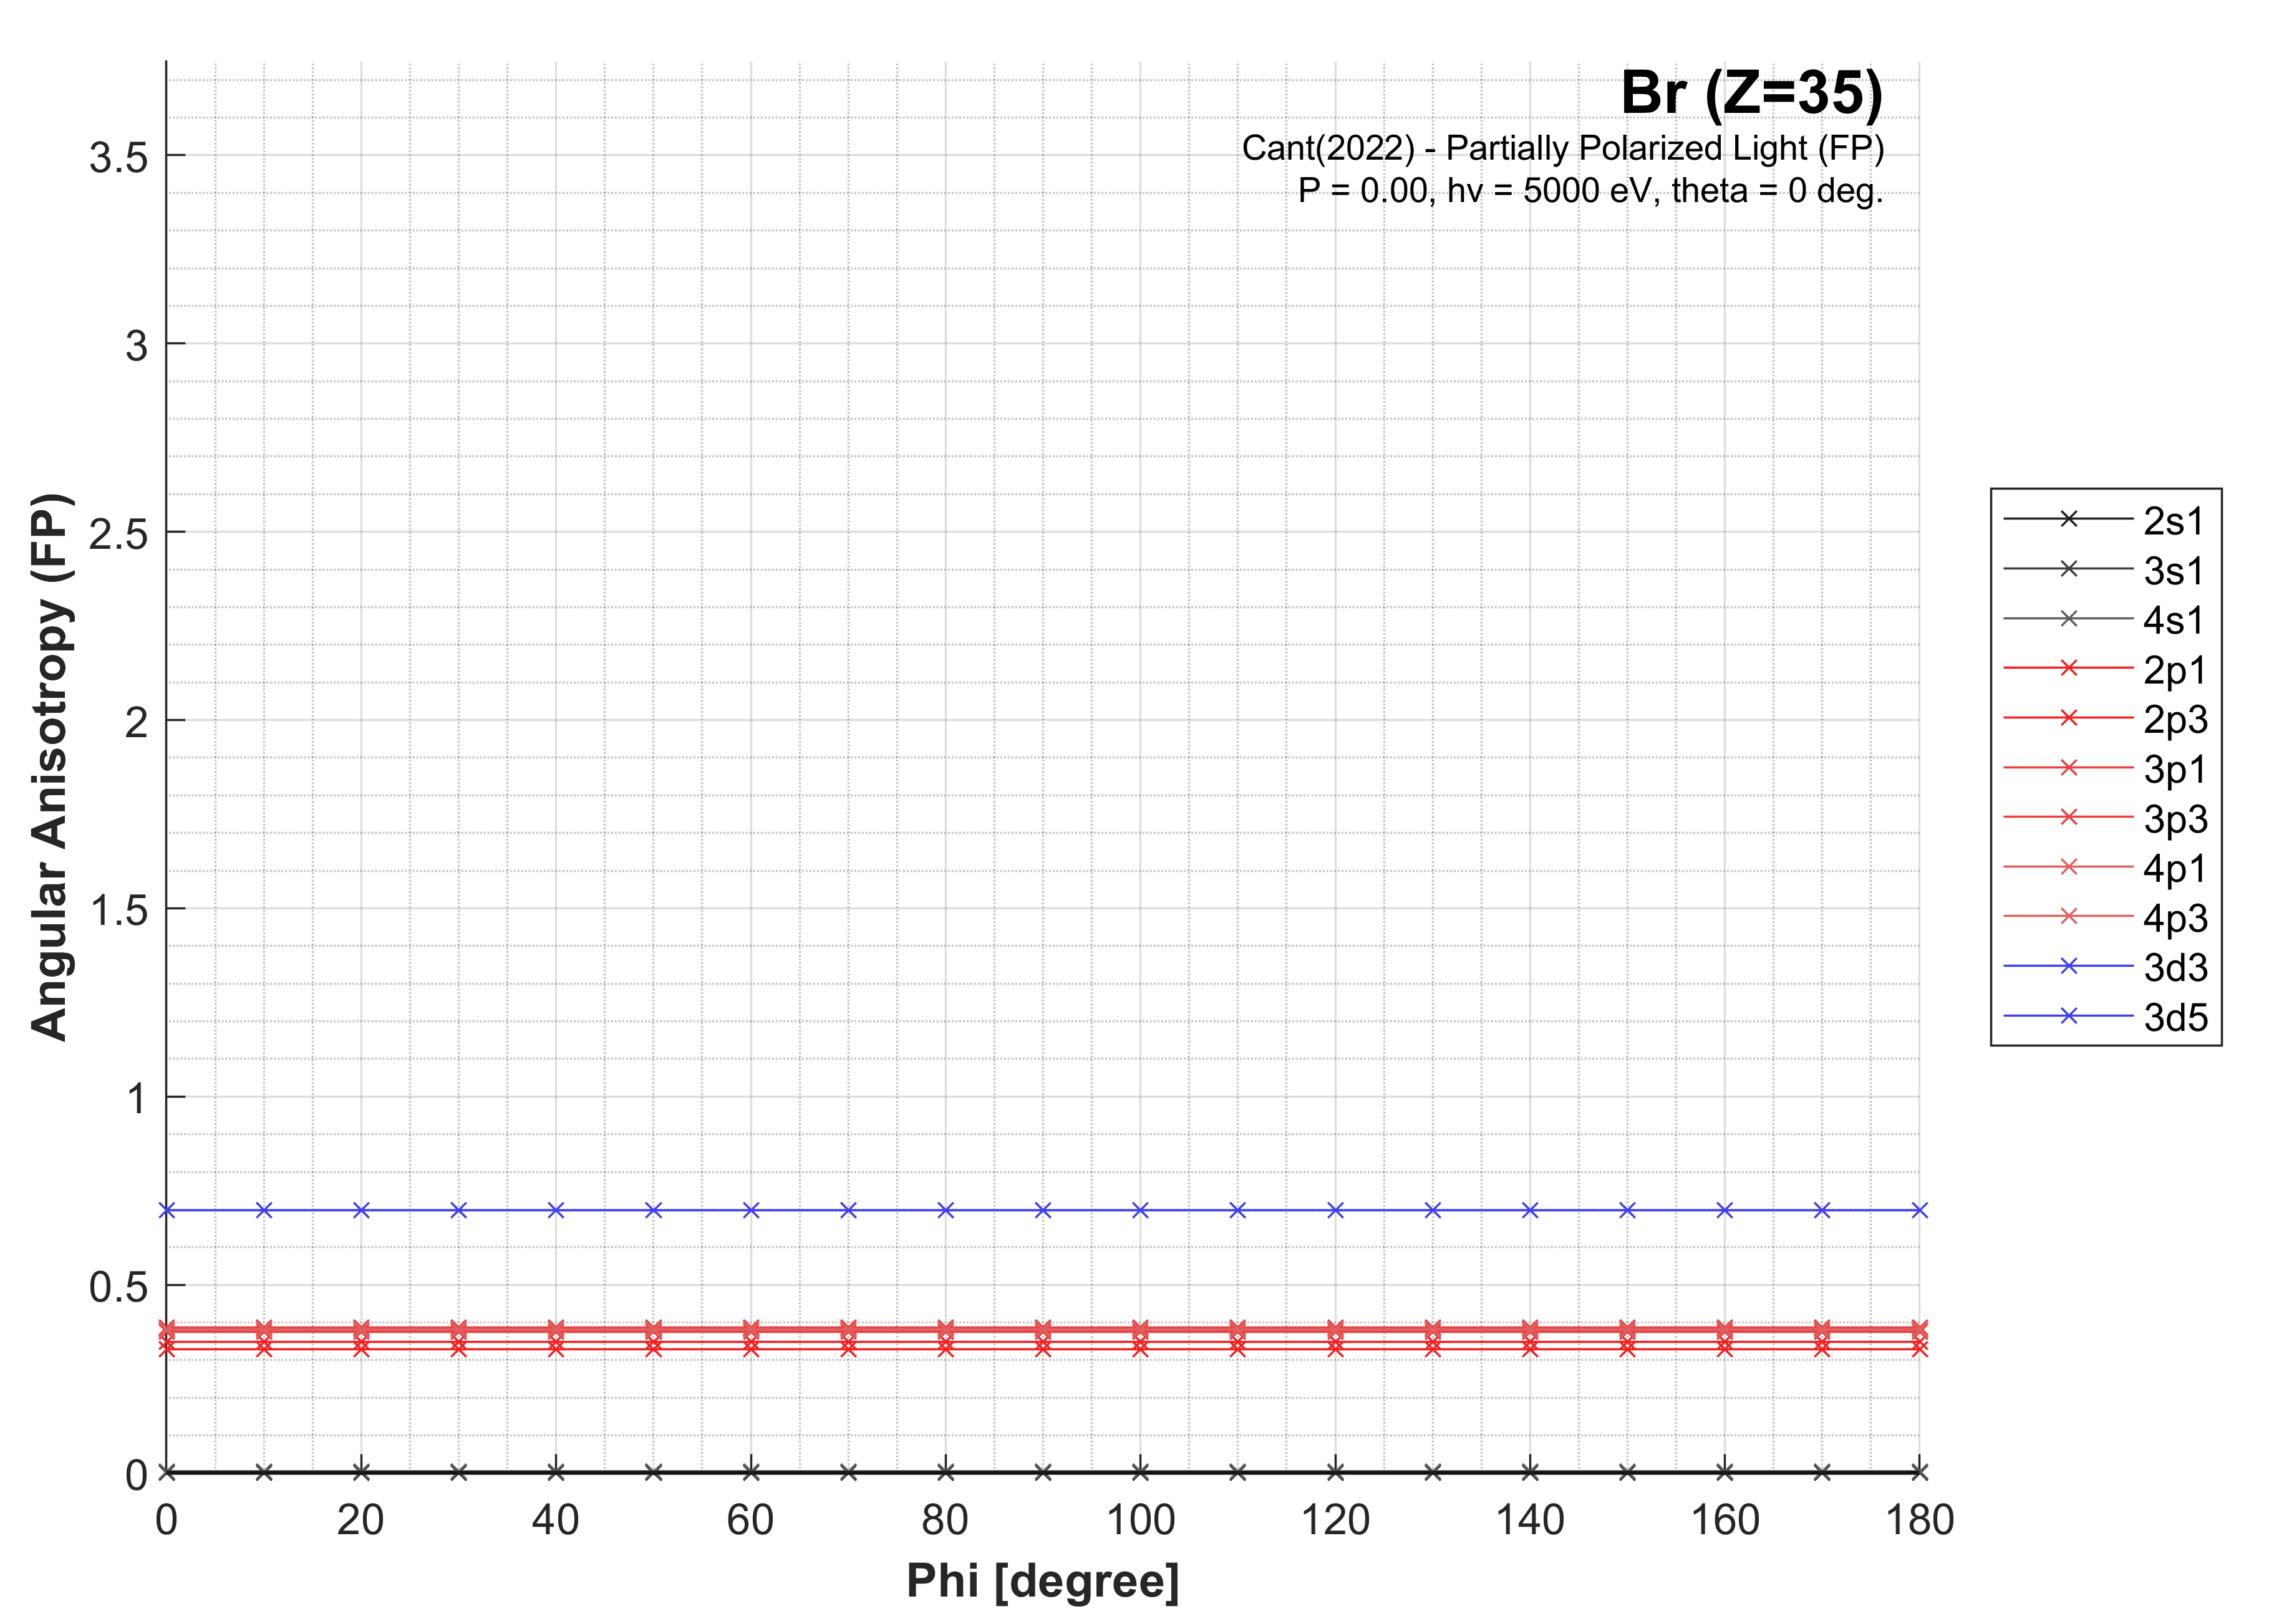 Br (Z=35)
Cant(2022) - Partially Polarized Light (FP)
P = 0.00, hv = 5000 eV, theta = 0 deg.
Angular Anisotropy (FP)
3.5
3
2.5
2
1.5
1
0.5
0
0 20 40 60 80 100 120 140 160 180
Phi [degree]
2s1
3s1
4s1
2p1
2p3
3p1
3p3
4p1
4p3
3d3
3d5